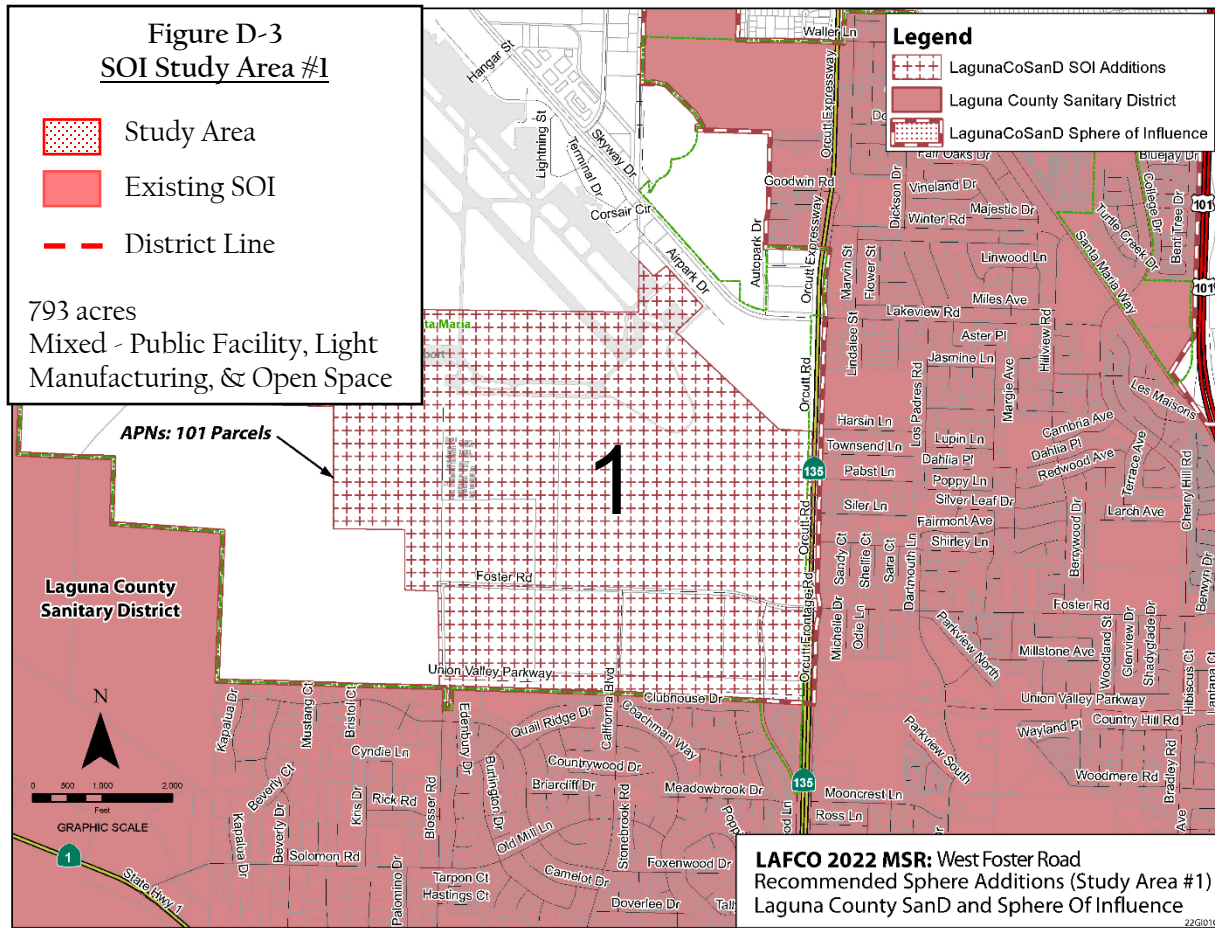 Figure D-3
SOI Study Area #1
Study Area
Existing SOI
District Line
793 acres
Mixed - Public Facility, Light
Manufacturing, & Open Space
Legend
LagunaCoSanD SOI Additions
Laguna County Sanitary District
LagunaCoSanD Sphere of Influence
Waller Ln
Hangar St
Orcutt Expressway
Lightning St
Skyway Dr
Terminal Dr
Fair Oaks Dr
Bluejay Dr
Goodwin Rd
Dickson Dr
Vineland Dr
College Dr
Bent Tree Dr
101
Corsair Cir
Majestic Dr
Winter Rd
Turtle Creek Dr
Santa Maria Way
Airpark Dr
Autopark Dr
Orcutt Expressway
Marvin St
Flower St
Linwood Ln
101
Miles Ave
Lindalee St
Lakeview Rd
Hillview Rd
Aster Pl
Jasmine Ln
Orcutt Rd
Los Padres Rd
Margie Ave
Les Maisons
APNs: 101 Parcels
Harsin Ln
Cambria Ave
Townsend Ln
Lupin Ln
Dahlia Pl
Terrace Ave
1
135
Pabst Ln
Dahlia Pl
Redwood Ave
Poppy Ln
Cherry Hill Rd
Siler Ln
Silver Leaf Dr
Larch Ave
Orcutt Rd
Fairmont Ave
Shirley Ln
Sandy Ct
Shellie Ct
Sara Ct
Dartmouth Ln
Berrywood Dr
Berwyn Dr
Laguna County
Sanitary District
Foster Rd
Orcutt Frontage Rd
Michelle Dr
Odie Ln
Foster Rd
Parkview North
Millstone Ave
Woodland St
Glenview Dr
Shadyglade Dr
Hibiscus Ct
Lantana Ct
Union Valley Parkway
Clubhouse Dr
Union Valley Parkway
N
Kapalua Dr
Mustang Ct
Bristol Ct
Edenbury Dr
Quail Ridge Dr
California Blvd
Coachman Way
Country Hill Rd
Wayland Pl
Parkview South
Cyndie Ln
Countrywood Dr
Woodmere Rd
Bradley Rd
Beverly Ct
Burlington Dr
Briardiff Dr
Meadowbrook Dr
135
Mooncrest Ln
0 500 1,000 2,000
Feet
GRAPHIC SCALE
Kris Dr
Rick Rd
Blosser Rd
Ross Ln
Kapalua Dr
Beverly Dr
Old Mill Ln
Stonebrook Rd
Solomon Rd
1
State Hwy 1
Palomino Dr
Tarpon Ct
Camelot Dr
Foxenwood Dr
Hastings Ct
Doverlee Dr
LAFCO 2022 MSR: West Foster Road
Recommended Sphere Additions (Study Area #1)
Laguna County SanD and Sphere Of Influence